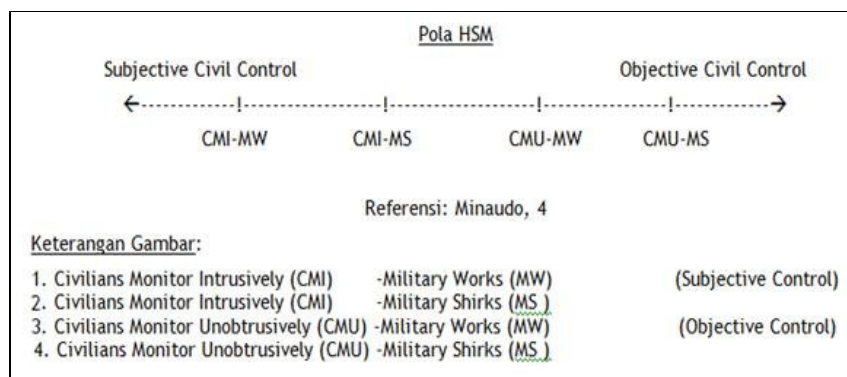 Pola HSM
Subjective Civil Control Objective Civil Control
←-----------!---------------!----------------!--------------!-----------→
CMI-MW CMI-MS CMU-MW CMU-MS
Referensi: Minaudo, 4
Keterangan Gambar:
1. Civilians Monitor Intrusively (CMI) -Military Works (MW) (Subjective Control)
2. Civilians Monitor Intrusively (CMI) -Military Shirks (MS )
3. Civilians Monitor Unobtrusively (CMU) -Military Works (MW) (Objective Control)
4. Civilians Monitor Unobtrusively (CMU) -Military Shirks (MS )